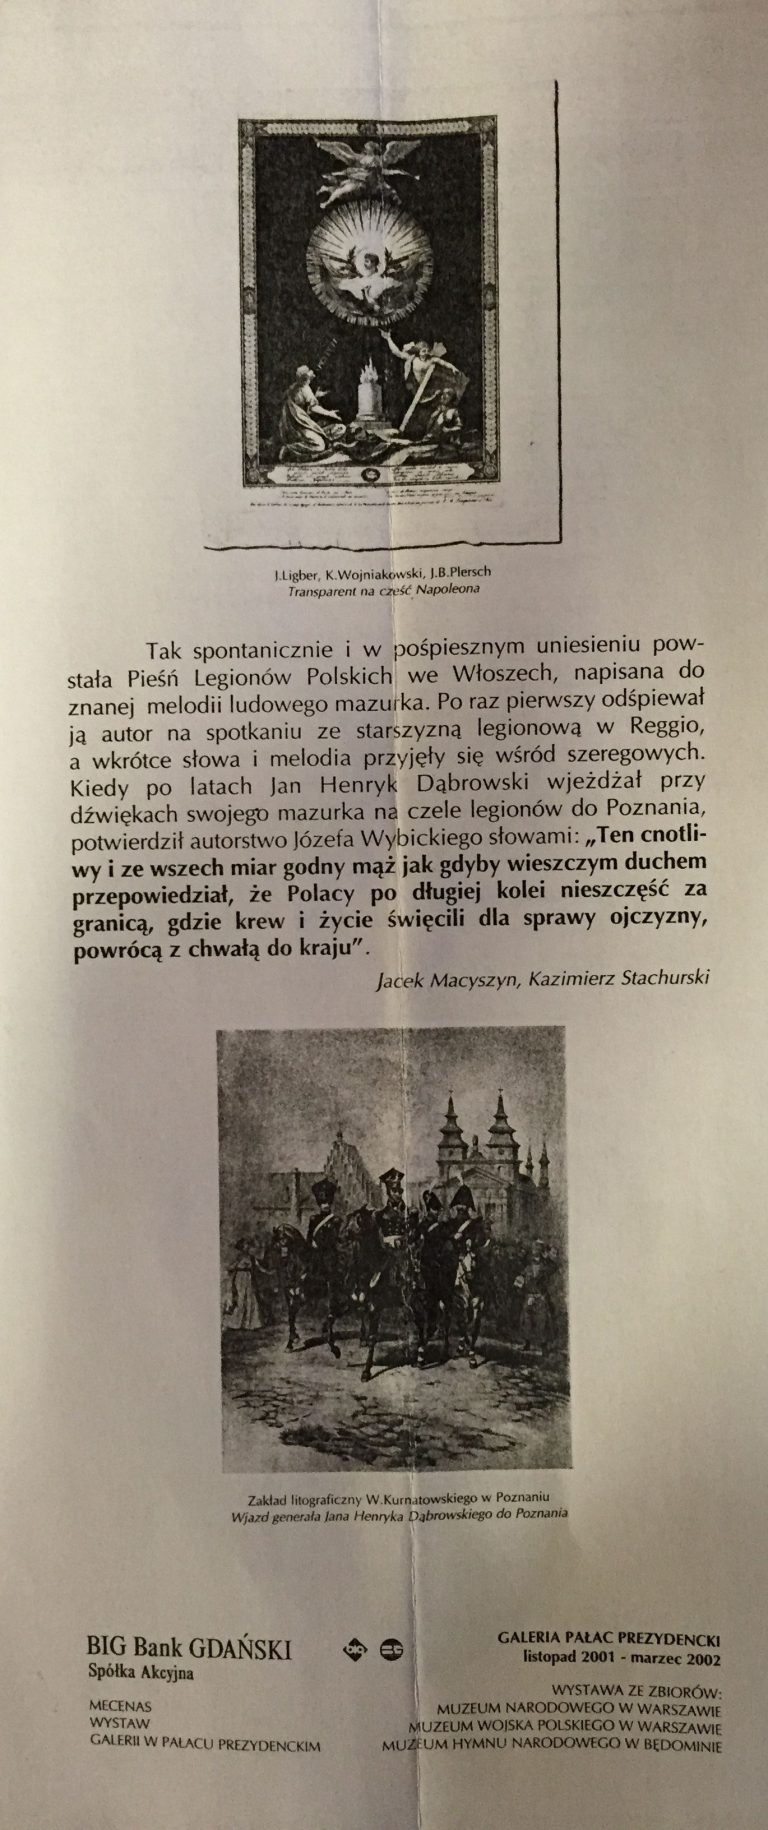 J.Ligber, K.Wojniakowski, J.B.Plersch
Transparent na cześć Napoleona
Tak spontanicznie i w pośpiesznym uniesieniu pow-
stała Pieśń Legionów Polskich we Włoszech, napisana do
znanej melodii ludowego mazurka. Po raz pierwszy odśpiewał
ją autor na spotkaniu ze starszyzną legionową w Reggio,
a wkrótce słowa i melodia przyjęły się wśród szeregowych.
Kiedy po latach Jan Henryk Dąbrowski wjeżdżał przy
dźwiękach swojego mazurka na czele legionów do Poznania,
potwierdził autorstwo Józefa Wybickiego słowami: „Ten cnotli-
wy i ze wszech miar godny mąż jak gdyby wieszczym duchem
przepowiedział, że Polacy po długiej kolei nieszczęść za
granicą, gdzie krew i życie święcili dla sprawy ojczyzny,
powrócą z chwałą do kraju”.
Jacek Macyszyn, Kazimierz Stachurski
Zakład litograficzny W.Kurnatowskiego w Poznaniu
Wjazd generała Jana Henryka Dąbrowskiego do Poznania
BIG Bank GDAŃSKI
Spółka Akcyjna
MECENAS
WYSTAW
GALERII W PAŁACU PREZYDENCKIM
GALERIA PAŁAC PREZYDENCKI
listopad 2001 - marzec 2002
WYSTAWA ZE ZBIORÓW:
MUZEUM NARODOWEGO W WARSZAWIE
MUZEUM WOJSKA POLSKIEGO W WARSZAWIE
MUZEUM HYMNU NARODOWEGO W BĘDOMINIE